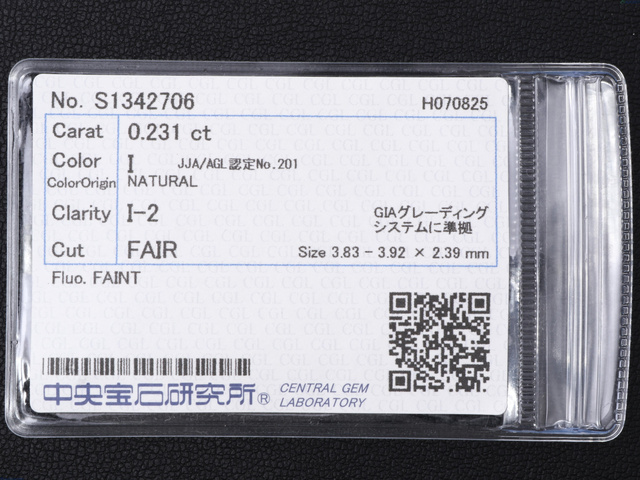 No. S1342706 H070825
Carat 0.231 ct
Color I JJA/AGL認定No.201
ColorOrigin NATURAL
Clarity I-2 GIAグレーディング
システムに準拠
Cut FAIR Size 3.83 - 3.92 × 2.39 mm
Fluo. FAINT
中央宝石研究所® CENTRAL GEM
LABORATORY